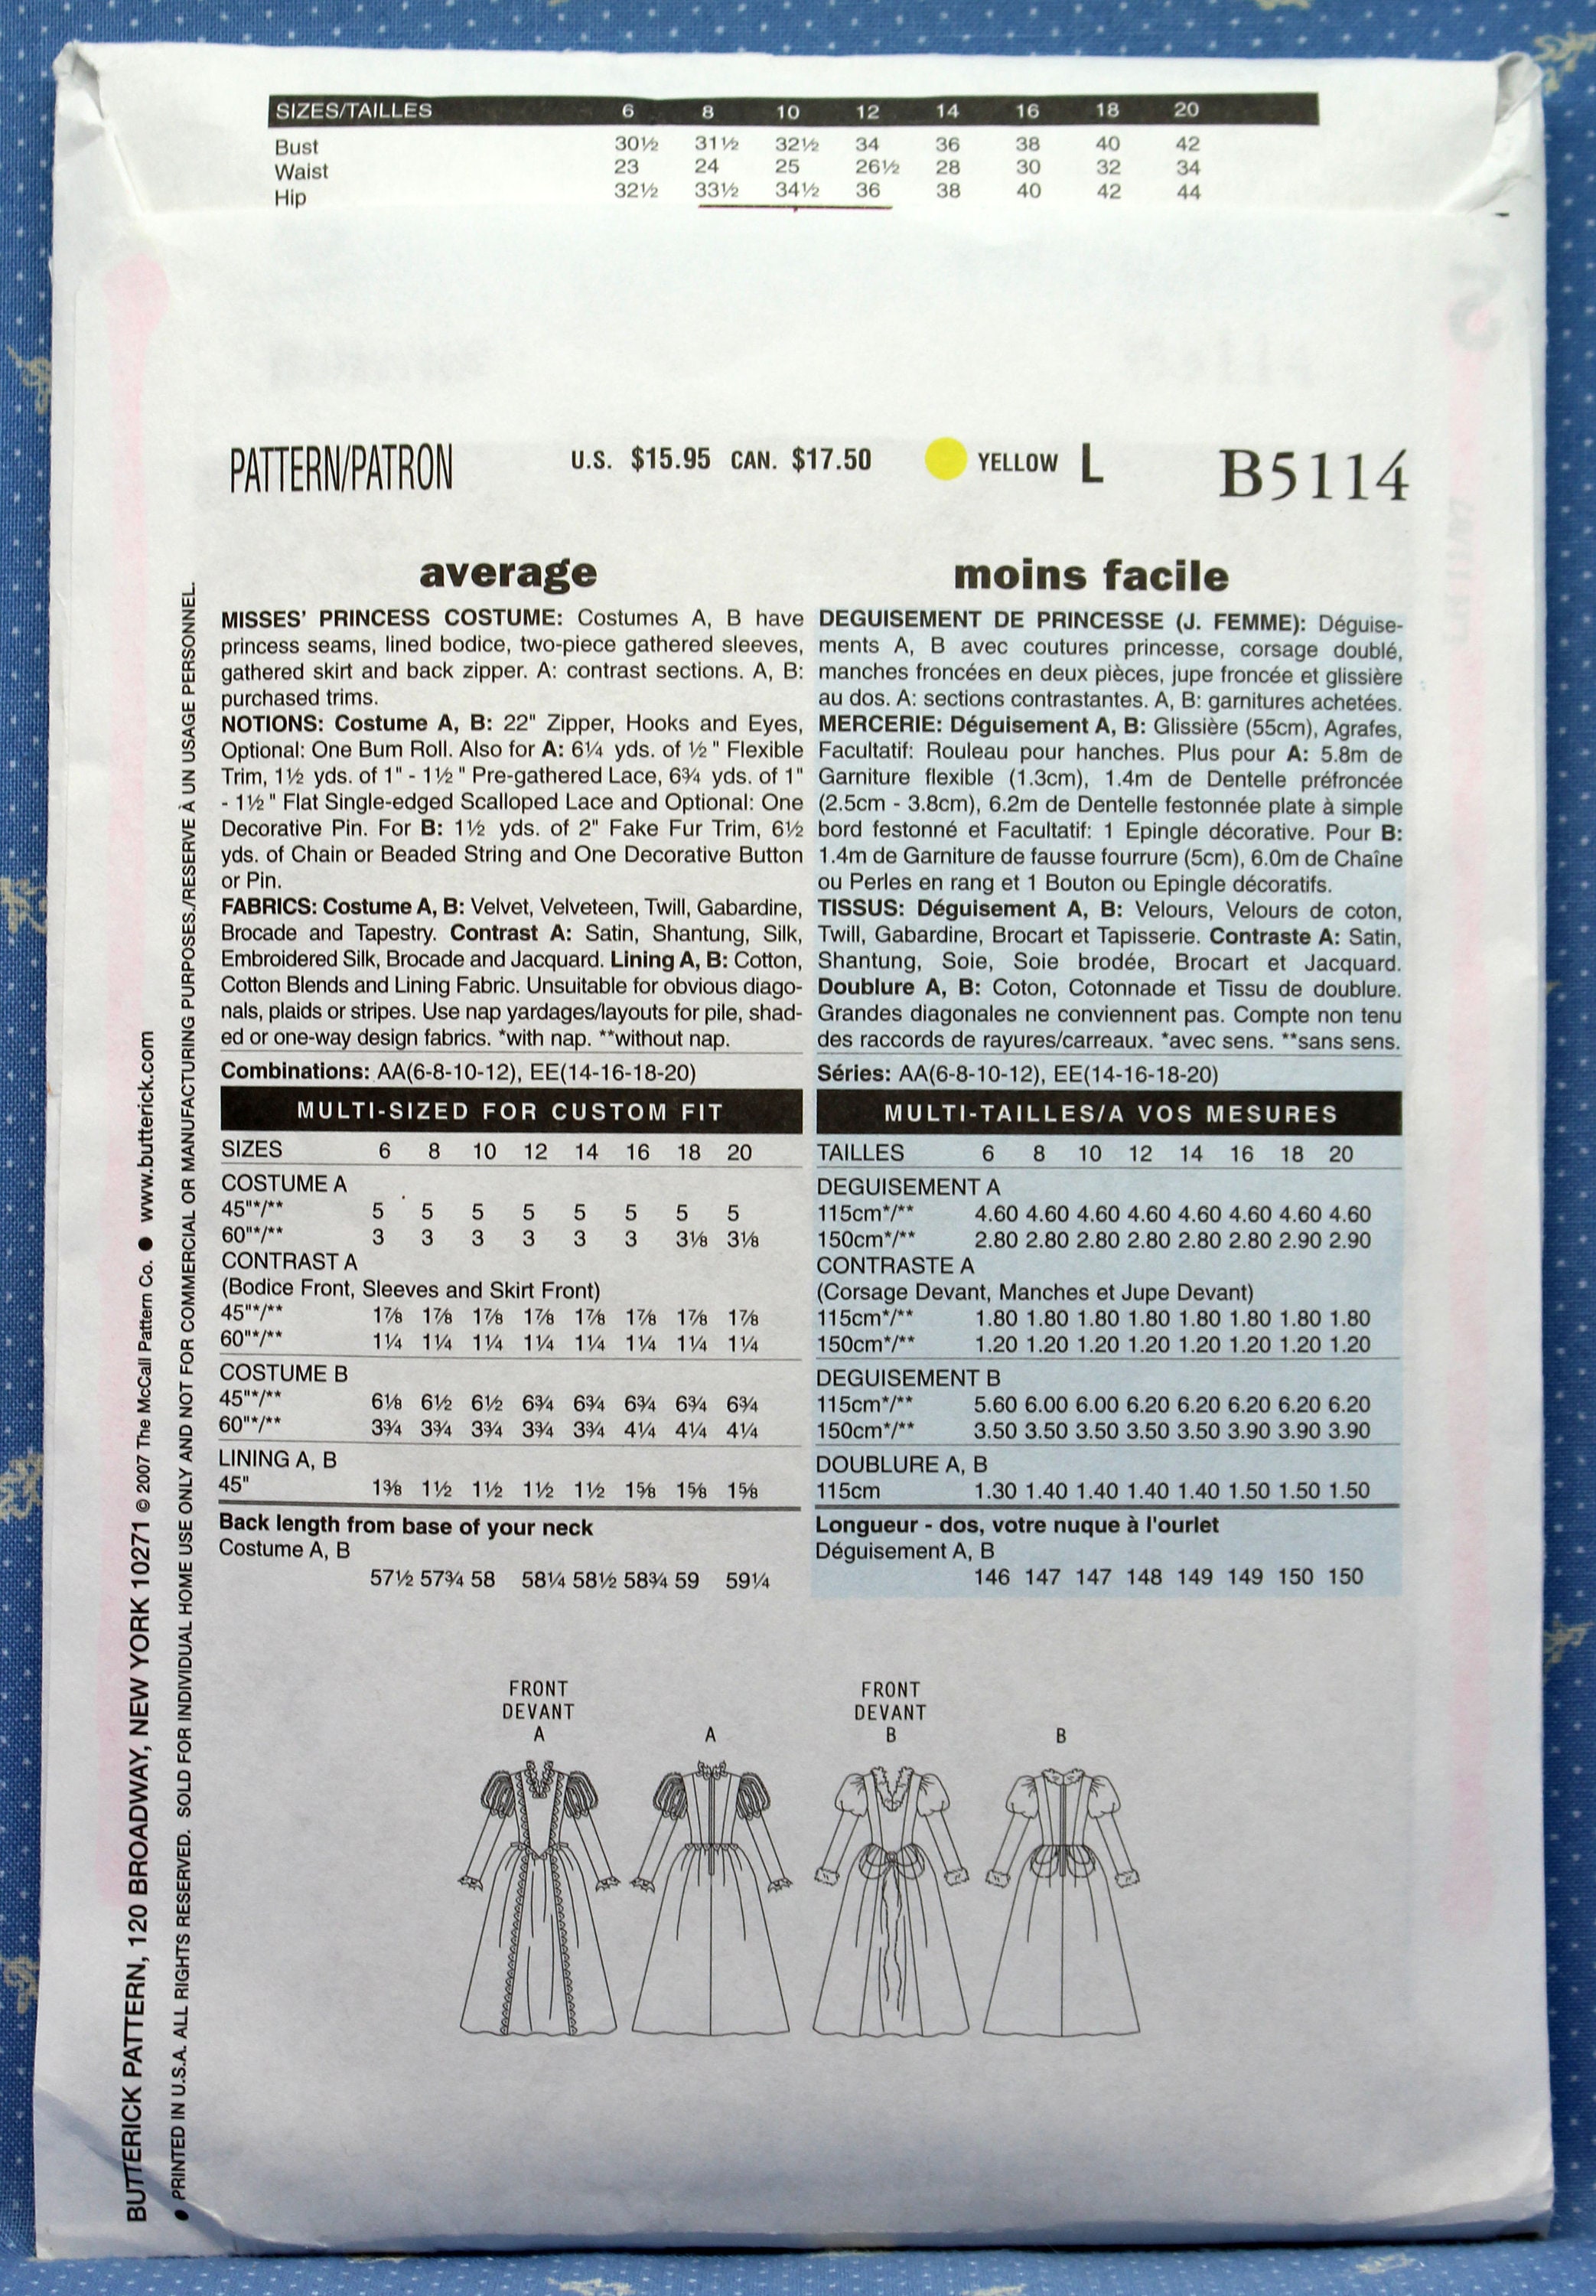 SIZES/TAILLES 6 8 10 12 14 16 18 20
Bust 30½ 31½ 32½ 34 36 38 40 42
Waist 23 24 25 26½ 28 30 32 34
Hip 32½ 33½ 34½ 36 38 40 42 44
PATTERN/PATRON U.S. $15.95 CAN. $17.50 YELLOW L B5114
average
MISSES' PRINCESS COSTUME: Costumes A, B have
princess seams, lined bodice, two-piece gathered sleeves,
gathered skirt and back zipper. A: contrast sections. A, B:
purchased trims.
NOTIONS: Costume A, B: 22" Zipper, Hooks and Eyes,
Optional: One Bum Roll. Also for A: 6¼ yds. of ½" Flexible
Trim, 1½ yds. of 1" - 1½" Pre-gathered Lace, 6¾ yds. of 1"
- 1½" Flat Single-edged Scalloped Lace and Optional: One
Decorative Pin. For B: 1½ yds. of 2" Fake Fur Trim, 6½
yds. of Chain or Beaded String and One Decorative Button
or Pin.
FABRICS: Costume A, B: Velvet, Velveteen, Twill, Gabardine,
Brocade and Tapestry. Contrast A: Satin, Shantung, Silk,
Embroidered Silk, Brocade and Jacquard. Lining A, B: Cotton,
Cotton Blends and Lining Fabric. Unsuitable for obvious diago-
nals, plaids or stripes. Use nap yardages/layouts for pile, shad-
ed or one-way design fabrics. *with nap. **without nap.
Combinations: AA(6-8-10-12), EE(14-16-18-20)
MULTI-SIZED FOR CUSTOM FIT
SIZES 6 8 10 12 14 16 18 20
COSTUME A
45"*/** 5 5 5 5 5 5 5 5
60"*/** 3 3 3 3 3 3 3⅛ 3⅛
CONTRAST A
(Bodice Front, Sleeves and Skirt Front)
45"*/** 1⅞ 1⅞ 1⅞ 1⅞ 1⅞ 1⅞ 1⅞ 1⅞
60"*/** 1¼ 1¼ 1¼ 1¼ 1¼ 1¼ 1¼ 1¼
COSTUME B
45"*/** 6⅛ 6½ 6½ 6¾ 6¾ 6¾ 6¾ 6¾
60"*/** 3¾ 3¾ 3¾ 3¾ 3¾ 4¼ 4¼ 4¼
LINING A, B
45" 1⅜ 1½ 1½ 1½ 1½ 1⅝ 1⅝ 1⅝
Back length from base of your neck
Costume A, B
57½ 57¾ 58 58¼ 58½ 58¾ 59 59¼
moins facile
DEGUISEMENT DE PRINCESSE (J. FEMME): Déguise-
ments A, B avec coutures princesse, corsage doublé,
manches froncées en deux pièces, jupe froncée et glissière
au dos. A: sections contrastantes. A, B: garnitures achetées.
MERCERIE: Déguisement A, B: Glissière (55cm), Agrafes,
Facultatif: Rouleau pour hanches. Plus pour A: 5.8m de
Garniture flexible (1.3cm), 1.4m de Dentelle préfroncée
(2.5cm - 3.8cm), 6.2m de Dentelle festonnée plate à simple
bord festonné et Facultatif: 1 Epingle décorative. Pour B:
1.4m de Garniture de fausse fourrure (5cm), 6.0m de Chaîne
ou Perles en rang et 1 Bouton ou Epingle décoratifs.
TISSUS: Déguisement A, B: Velours, Velours de coton,
Twill, Gabardine, Brocart et Tapisserie. Contraste A: Satin,
Shantung, Soie, Soie brodée, Brocart et Jacquard.
Doublure A, B: Coton, Cotonnade et Tissu de doublure.
Grandes diagonales ne conviennent pas. Compte non tenu
des raccords de rayures/carreaux. *avec sens. **sans sens.
Séries: AA(6-8-10-12), EE(14-16-18-20)
MULTI-TAILLES/A VOS MESURES
TAILLES 6 8 10 12 14 16 18 20
DEGUISEMENT A
115cm*/** 4.60 4.60 4.60 4.60 4.60 4.60 4.60 4.60
150cm*/** 2.80 2.80 2.80 2.80 2.80 2.80 2.90 2.90
CONTRASTE A
(Corsage Devant, Manches et Jupe Devant)
115cm*/** 1.80 1.80 1.80 1.80 1.80 1.80 1.80 1.80
150cm*/** 1.20 1.20 1.20 1.20 1.20 1.20 1.20 1.20
DEGUISEMENT B
115cm*/** 5.60 6.00 6.00 6.20 6.20 6.20 6.20 6.20
150cm*/** 3.50 3.50 3.50 3.50 3.50 3.90 3.90 3.90
DOUBLURE A, B
115cm 1.30 1.40 1.40 1.40 1.40 1.50 1.50 1.50
Longueur - dos, votre nuque à l'ourlet
Déguisement A, B
146 147 147 148 149 149 150 150
FRONT
DEVANT
A
A
FRONT
DEVANT
B
B
BUTTERICK PATTERN, 120 BROADWAY, NEW YORK 10271 © 2007 The McCall Pattern Co. ● www.butterick.com
● PRINTED IN U.S.A. ALL RIGHTS RESERVED. SOLD FOR INDIVIDUAL HOME USE ONLY AND NOT FOR COMMERCIAL OR MANUFACTURING PURPOSES./RESERVE À UN USAGE PERSONNEL.